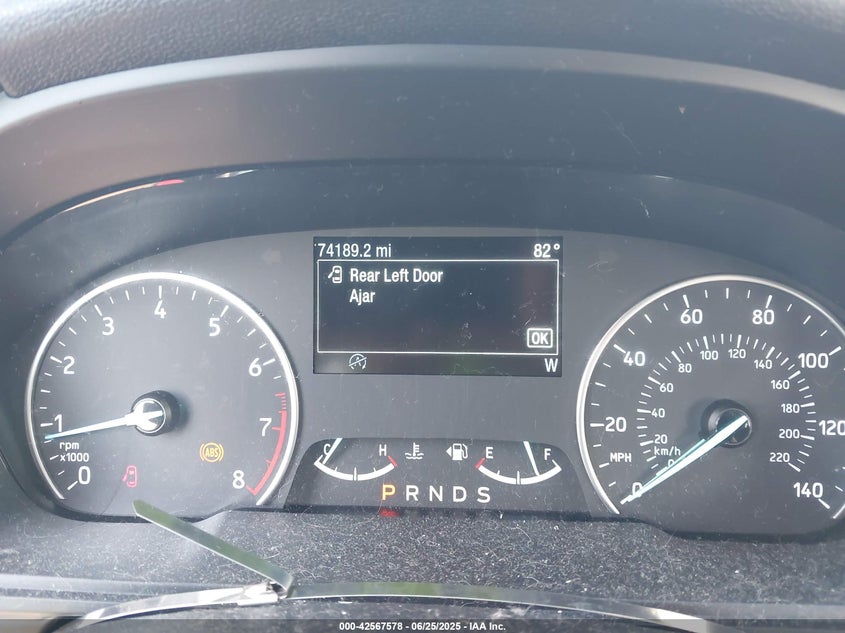 74189.2 mi 82°
Rear Left Door
Ajar
OK
W
0 1 2 3 4 5 6 7 8
rpm
x1000
ABS
C H E F
P R N D S
0 20 40 60 80 100 120 140
MPH
20 40 60 80 100 120 140 160 180 200 220
km/h
000-42567578 - 06/25/2025 - IAA Inc.